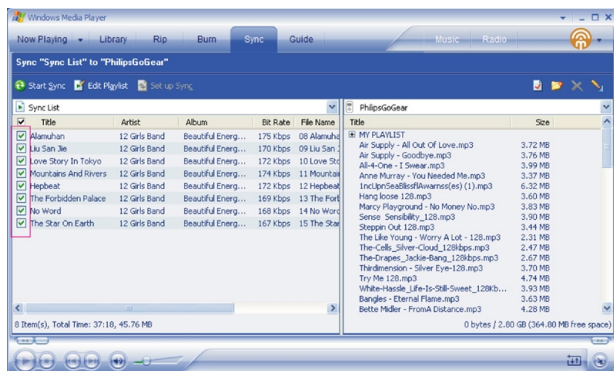 Windows Media Player
Now Playing Library Rip Burn Sync Guide Music Radio
Sync "Sync List" to "PhilipsGoGear"
Start Sync Edit Playlist Set up Sync
Sync List
Title Artist Album Bit Rate File Name
Alamuhan 12 Girls Band Beautiful Energ... 175 Kbps 08 Alamuha
Liu San Jie 12 Girls Band Beautiful Energ... 170 Kbps 09 Liu San J
Love Story In Tokyo 12 Girls Band Beautiful Energ... 172 Kbps 10 Love Sto
Mountains And Rivers 12 Girls Band Beautiful Energ... 174 Kbps 11 Mountain
Hepbeat 12 Girls Band Beautiful Energ... 172 Kbps 12 Hepbeat
The Forbidden Palace 12 Girls Band Beautiful Energ... 169 Kbps 13 The Forb
No Word 12 Girls Band Beautiful Energ... 168 Kbps 14 No Word
The Star On Earth 12 Girls Band Beautiful Energ... 167 Kbps 15 The Star
8 Item(s), Total Time: 37:18, 45.76 MB
PhilipsGoGear
Title Size
MY PLAYLIST
Air Supply - All Out Of Love.mp3 3.72 MB
Air Supply - Goodbye.mp3 3.76 MB
All-4-One - I Swear.mp3 3.99 MB
Anne Murray - You Needed Me.mp3 3.37 MB
1ncUpnSeaBlissflAwarnss(es) (1).mp3 6.32 MB
Hang loose 128.mp3 3.60 MB
Marcy Playground - No Money No.mp3 3.83 MB
Sense Sensibility_128.mp3 3.90 MB
Steppin Out 128.mp3 3.44 MB
The Like Young - Worry A Lot - 128.mp3 2.31 MB
The-Cells_Silver-Cloud_128kbps.mp3 2.47 MB
The-Drapes_Jackie-Bang_128kbps.mp3 2.67 MB
Thirdimension - Silver Eye-128.mp3 3.70 MB
Try Me 128.mp3 4.74 MB
White-Hassle_Life-Is-Still-Sweet_128Kb... 3.93 MB
Bangles - Eternal Flame.mp3 3.63 MB
Bette Midler - FromA Distance.mp3 4.28 MB
0 bytes / 2.80 GB (364.80 MB free space)